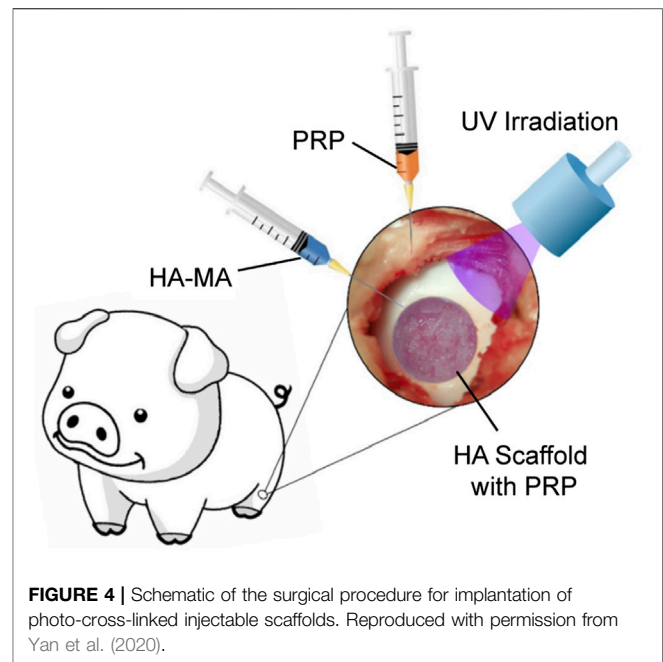 PRP
UV Irradiation
HA-MA
HA Scaffold
with PRP
FIGURE 4 | Schematic of the surgical procedure for implantation of
photo-cross-linked injectable scaffolds. Reproduced with permission from
Yan et al. (2020).